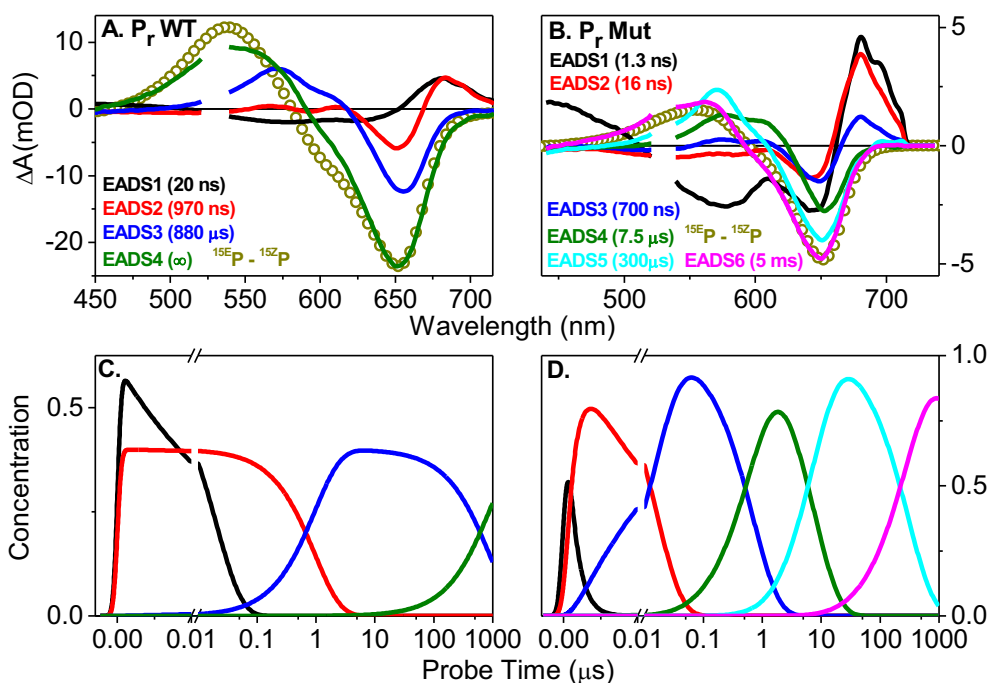 A. Pr WT
B. Pr Mut
10
0
-10
-20
ΔA(mOD)
EADS1 (20 ns)
EADS2 (970 ns)
EADS3 (880 μs)
EADS4 (∞) 15EP - 15ZP
EADS1 (1.3 ns)
EADS2 (16 ns)
EADS3 (700 ns)
EADS4 (7.5 μs) 15EP - 15ZP
EADS5 (300μs) EADS6 (5 ms)
5
0
-5
450 500 550 600 650 700
500 600 700
Wavelength (nm)
C.
D.
0.5
0.0
Concentration
1.0
0.5
0.0
0.00 0.01 0.01 0.1 1 10 100 1000
0.00 0.01 0.01 0.1 1 10 100 1000
Probe Time (μs)